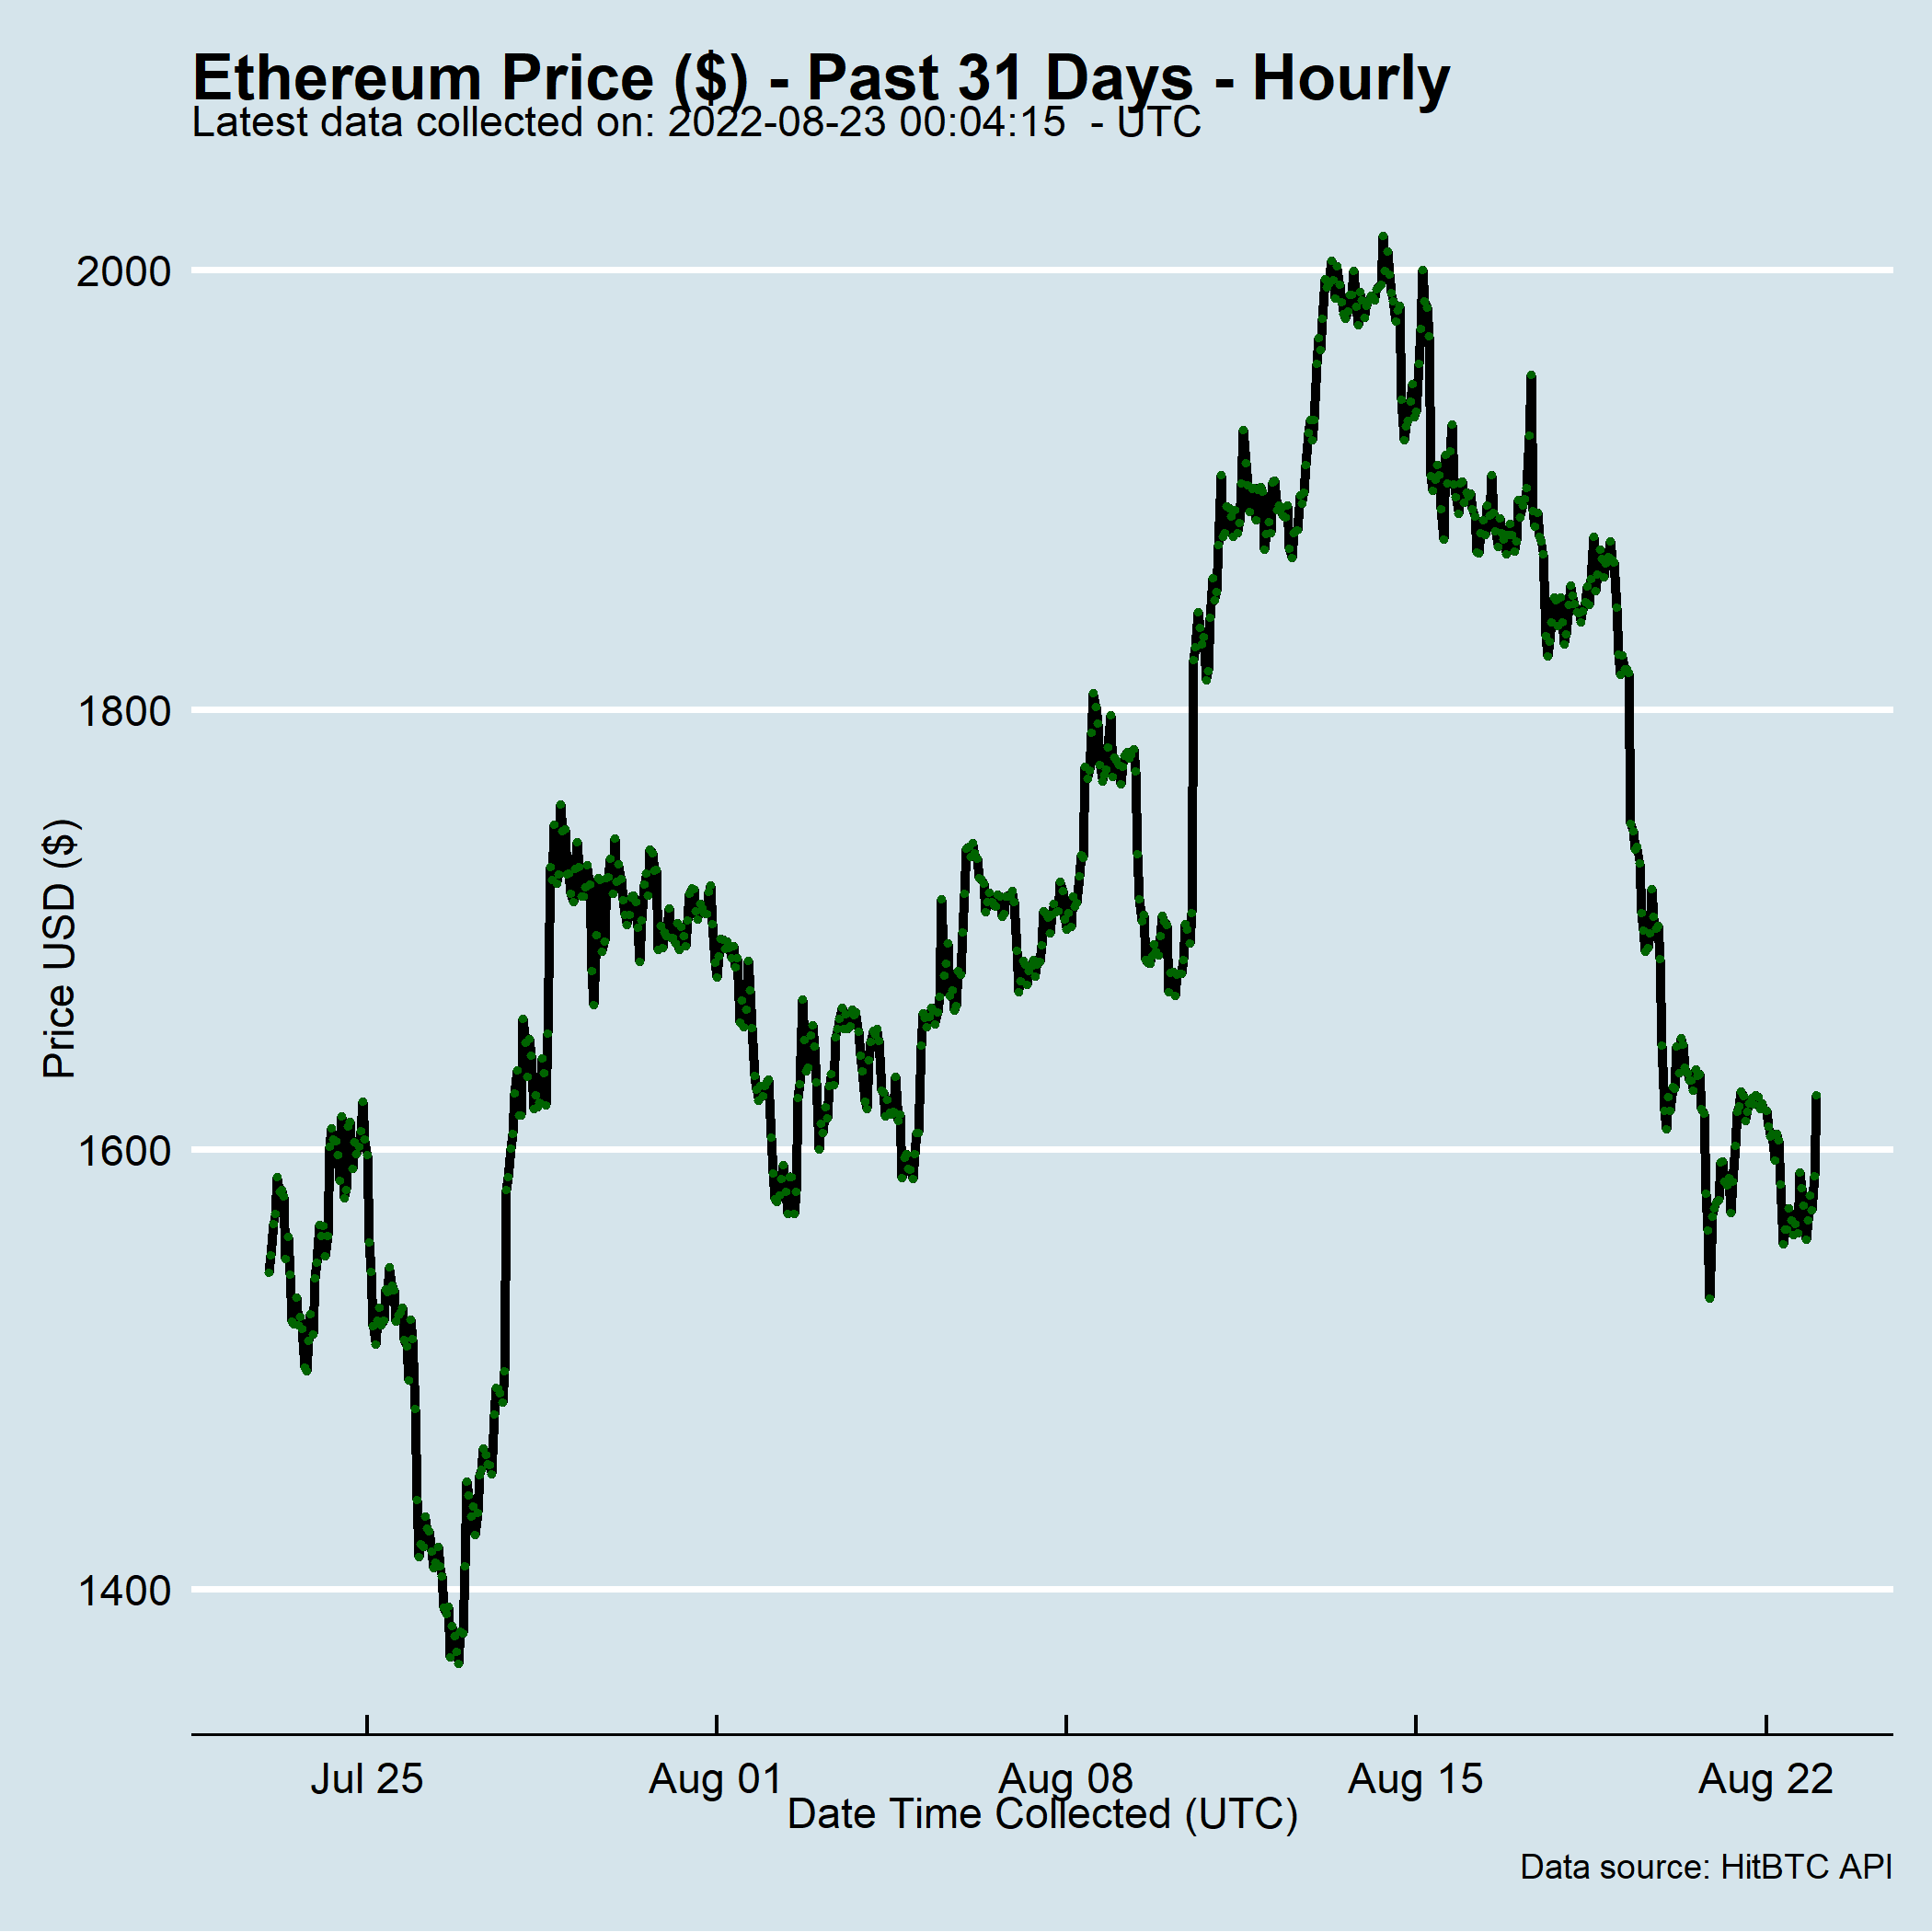 Ethereum Price ($) - Past 31 Days - Hourly
Latest data collected on: 2022-08-23 00:04:15  - UTC
2000
1800
1600
1400
Price USD ($)
Jul 25
Aug 01
Aug 08
Aug 15
Aug 22
Date Time Collected (UTC)
Data source: HitBTC API